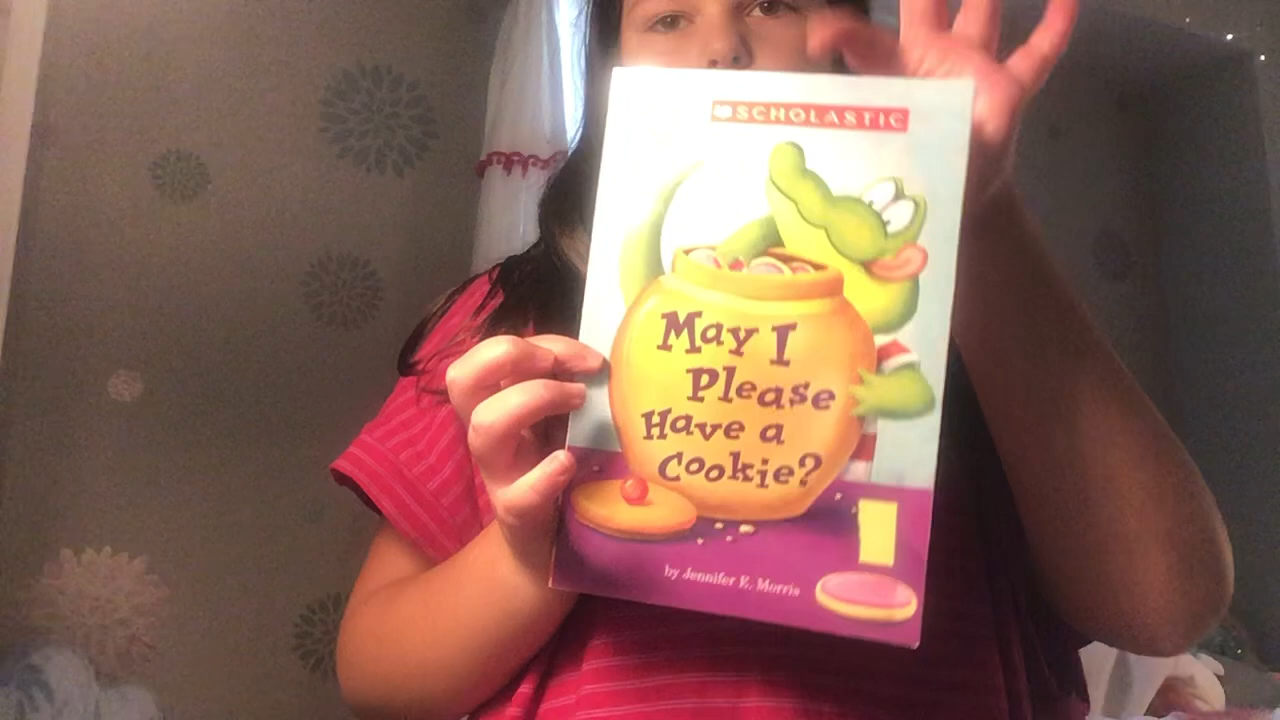 SCHOLASTIC
May I
Please
Have a
Cookie?
by Jennifer E. Morris